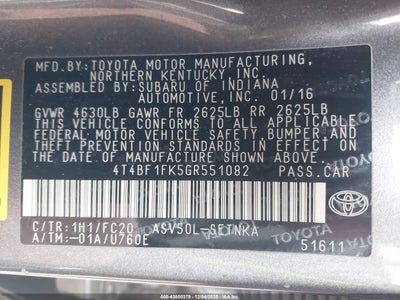 MFD.BY:TOYOTA MOTOR MANUFACTURING,
NORTHERN KENTUCKY INC.
ASSEMBLED BY: SUBARU OF INDIANA
AUTOMOTIVE, INC. 01/16
GVWR 4630LB GAWR FR 2625LB RR 2625LB
THIS VEHICLE CONFORMS TO ALL APPLICABLE
FEDERAL MOTOR VEHICLE SAFETY, BUMPER, AND
THEFT PREVENTION STANDARDS IN EFFECT ON
THE DATE OF MANUFACTURE SHOWN ABOVE.
4T4BF1FK5GR551082 PASS.CAR
C/TR: 1H1/FC20 ASV50L-SETNKA
A/TM: -01A/U760E
TOYOTA
51611